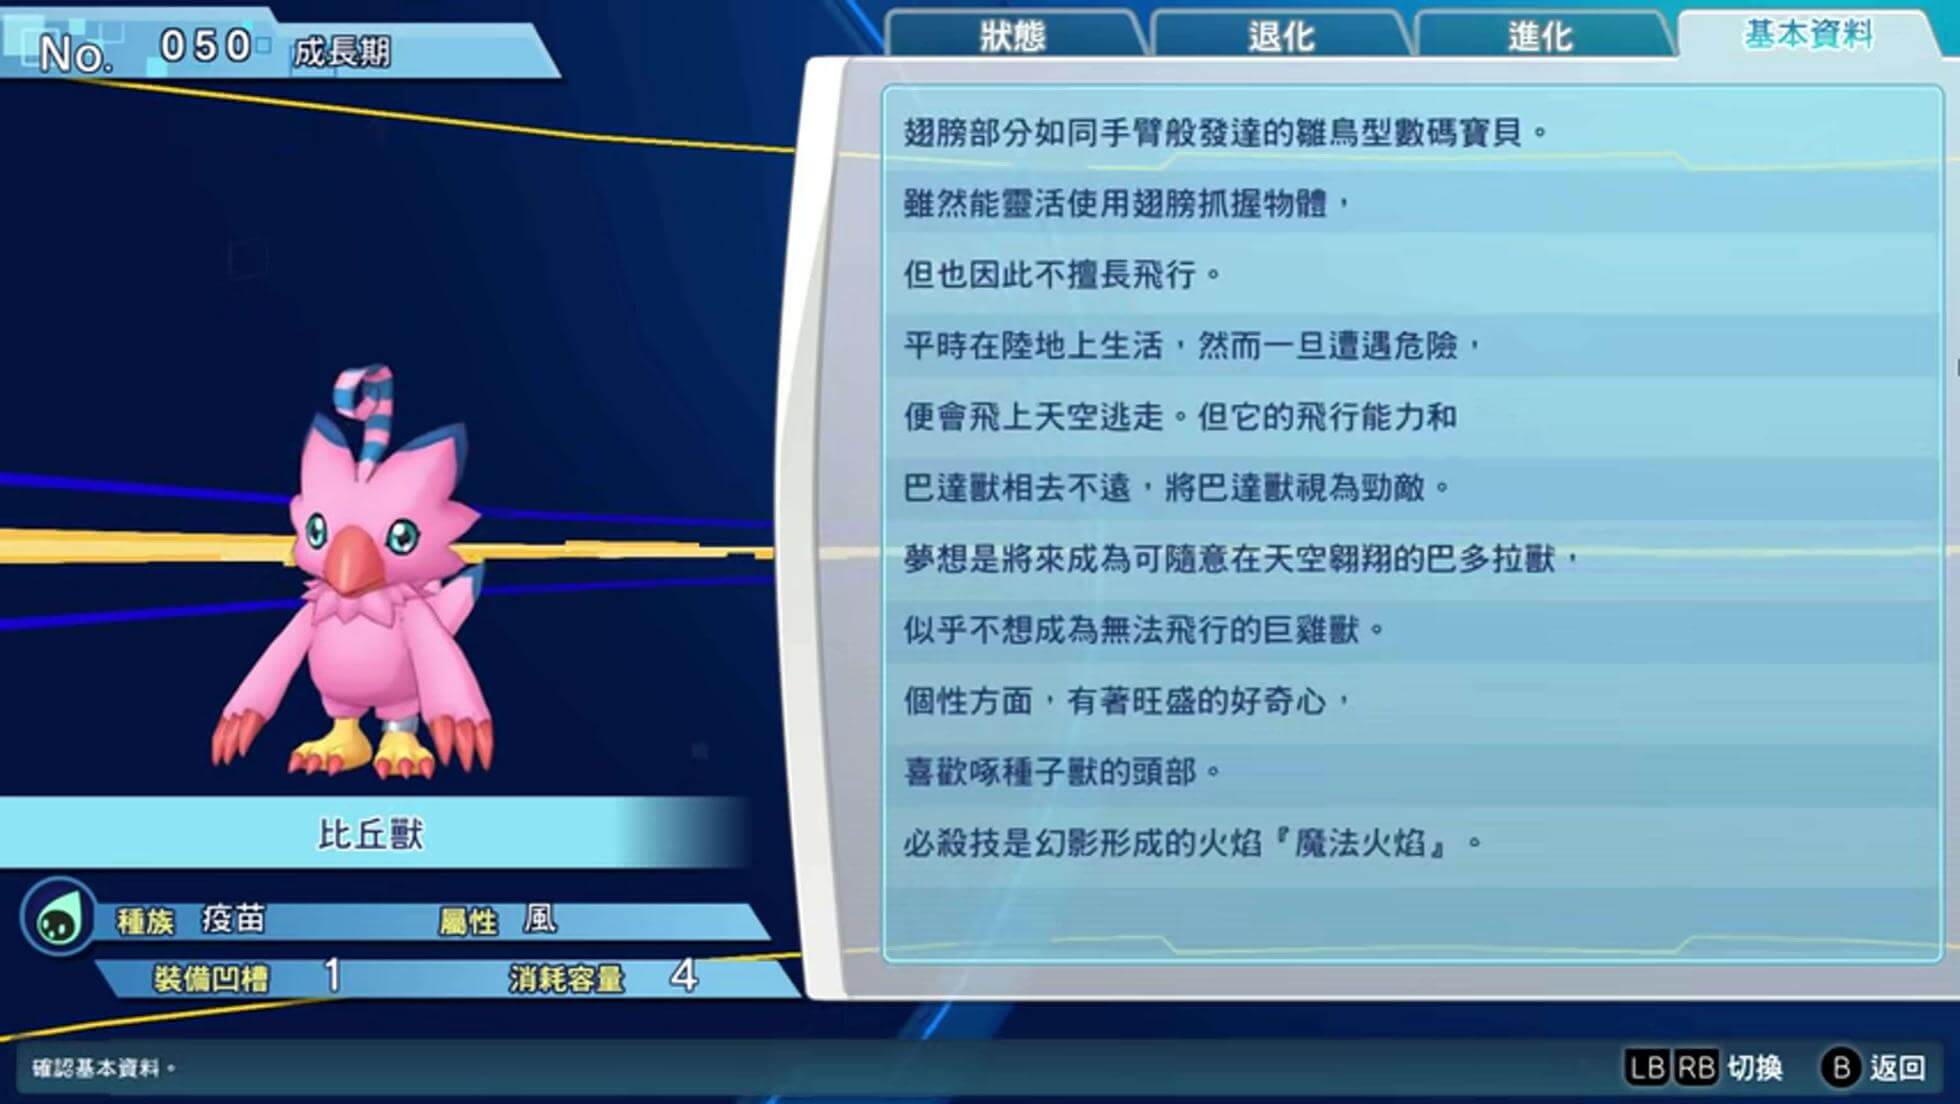 No. 050 成長期
狀態 退化 進化 基本資料
翅膀部分如同手臂般發達的雛鳥型數碼寶貝。
雖然能靈活使用翅膀抓握物體，
但也因此不擅長飛行。
平時在陸地上生活，然而一旦遭遇危險，
便會飛上天空逃走。但它的飛行能力和
巴達獸相去不遠，將巴達獸視為勁敵。
夢想是將來成為可隨意在天空翱翔的巴多拉獸，
似乎不想成為無法飛行的巨雞獸。
個性方面，有著旺盛的好奇心，
喜歡啄種子獸的頭部。
必殺技是幻影形成的火焰『魔法火焰』。
比丘獸
種族 疫苗 屬性 風
裝備凹槽 1 消耗容量 4
確認基本資料。
LB RB 切換 B 返回